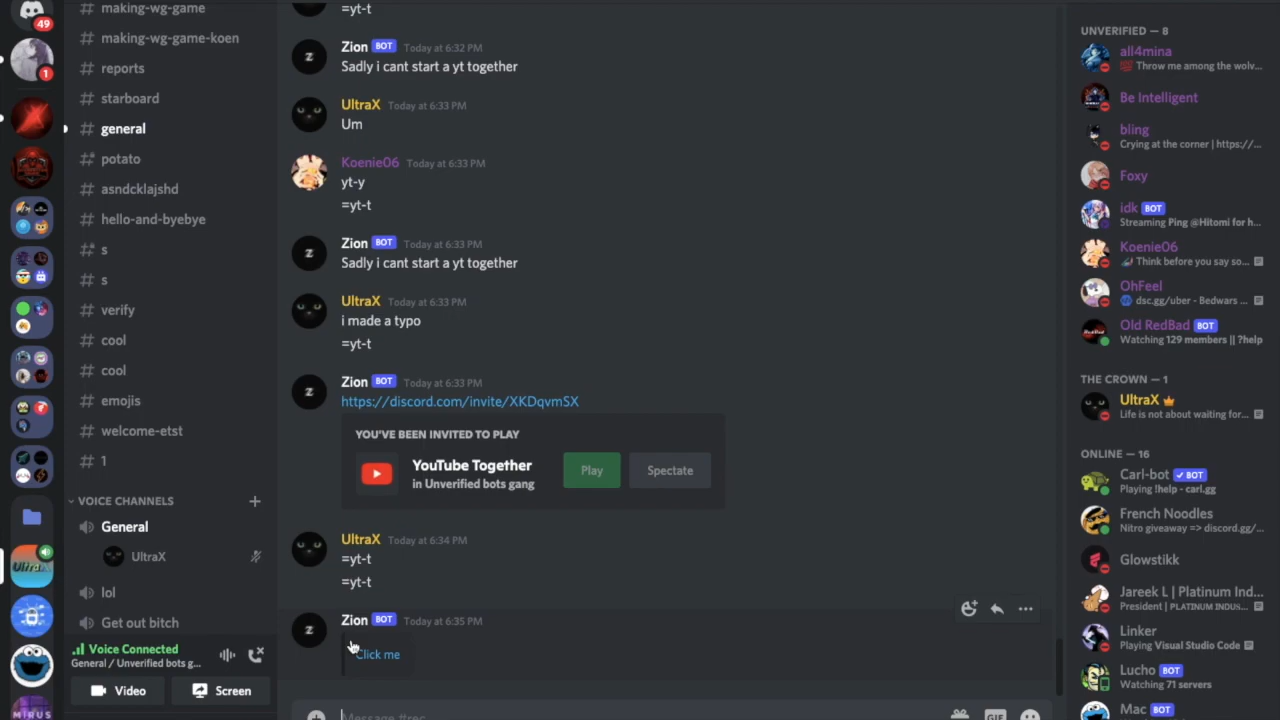 49
1
MIRUS
making-wg-game
making-wg-game-koen
reports
starboard
general
potato
asndcklajshd
hello-and-byebye
s
s
verify
cool
cool
emojis
welcome-etst
1
VOICE CHANNELS
General
UltraX
lol
Get out bitch
Voice Connected
General / Unverified bots g...
Video
Screen
=yt-t
Zion BOT Today at 6:32 PM
Sadly i cant start a yt together
UltraX Today at 6:33 PM
Um
Koenie06 Today at 6:33 PM
yt-y
=yt-t
Zion BOT Today at 6:33 PM
Sadly i cant start a yt together
UltraX Today at 6:33 PM
i made a typo
=yt-t
Zion BOT Today at 6:33 PM
https://discord.com/invite/XKDqvmSX
YOU'VE BEEN INVITED TO PLAY
YouTube Together
in Unverified bots gang
Play
Spectate
UltraX Today at 6:34 PM
=yt-t
=yt-t
Zion BOT Today at 6:35 PM
Click me
Message #rec
GIF
UNVERIFIED — 8
all4mina
Throw me among the wolv...
Be Intelligent
bling
Crying at the corner | https://...
Foxy
idk BOT
Streaming Ping @Hitomi for h...
Koenie06
Think before you say so...
OhFeel
dsc.gg/uber - Bedwars ...
Old RedBad BOT
Watching 129 members || ?help
THE CROWN — 1
UltraX
Life is not about waiting for...
ONLINE — 16
Carl-bot ✓ BOT
Playing !help - carl.gg
French Noodles
Nitro giveaway => discord.gg/...
Glowstikk
Jareek L | Platinum Ind...
President | PLATINUM INDUS...
Linker
Playing Visual Studio Code
Lucho BOT
Watching 71 servers
Mac BOT